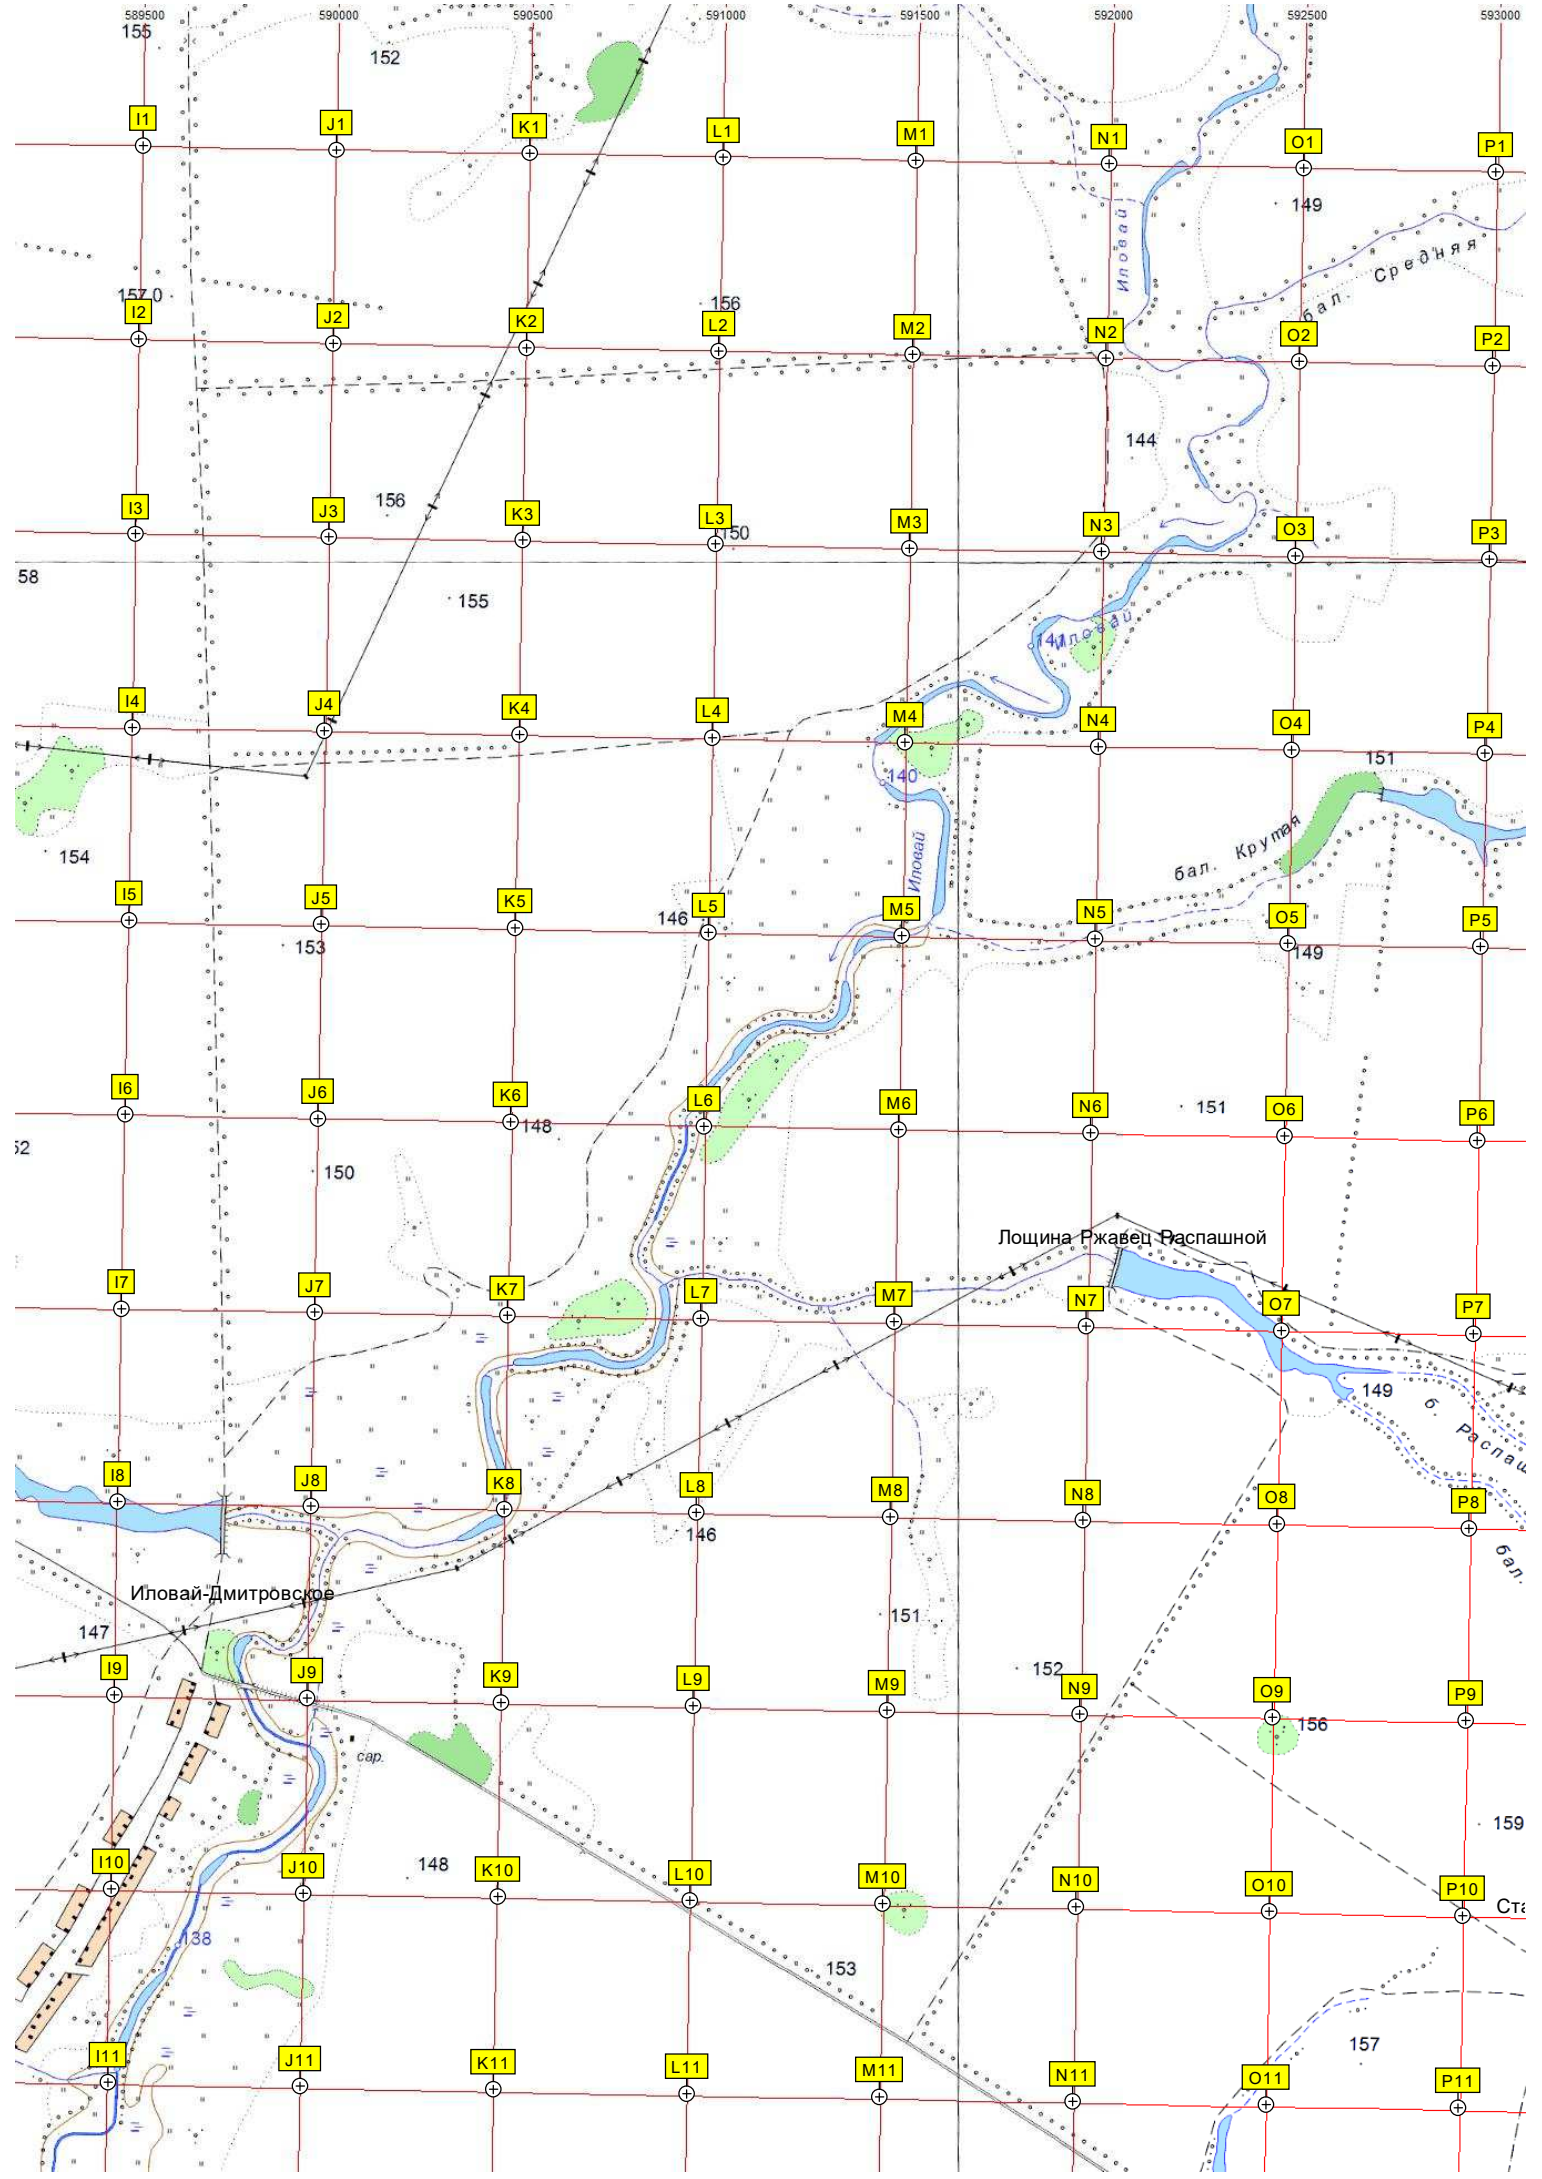 589500 590000 590500 591000 591500 592000 592500 593000
155
152
I1 J1 K1 L1 M1 N1 O1 P1
149
Иловай
бал. Средняя
157.0
156
I2 J2 K2 L2 M2 N2 O2 P2
144
156
I3 J3 K3 L3 M3 N3 O3 P3
150
58
155
Иловай
141
I4 J4 K4 L4 M4 N4 O4 P4
151
140
154
бал. Крутая
Иловай
I5 J5 K5 L5 M5 N5 O5 P5
146
153
149
I6 J6 K6 L6 M6 N6 O6 P6
151
148
52
150
Лощина Ржавец Распашной
I7 J7 K7 L7 M7 N7 O7 P7
149
б. Распаш
I8 J8 K8 L8 M8 N8 O8 P8
146
бал.
Иловай-Дмитровское
151
147
152
I9 J9 K9 L9 M9 N9 O9 P9
156
сар.
159
148
I10 J10 K10 L10 M10 N10 O10 P10
Ста
138
153
157
I11 J11 K11 L11 M11 N11 O11 P11